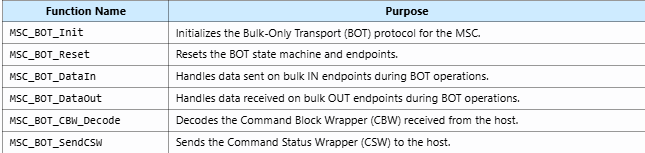 Function Name Purpose
MSC_BOT_Init Initializes the Bulk-Only Transport (BOT) protocol for the MSC.
MSC_BOT_Reset Resets the BOT state machine and endpoints.
MSC_BOT_DataIn Handles data sent on bulk IN endpoints during BOT operations.
MSC_BOT_DataOut Handles data received on bulk OUT endpoints during BOT operations.
MSC_BOT_CBW_Decode Decodes the Command Block Wrapper (CBW) received from the host.
MSC_BOT_SendCSW Sends the Command Status Wrapper (CSW) to the host.